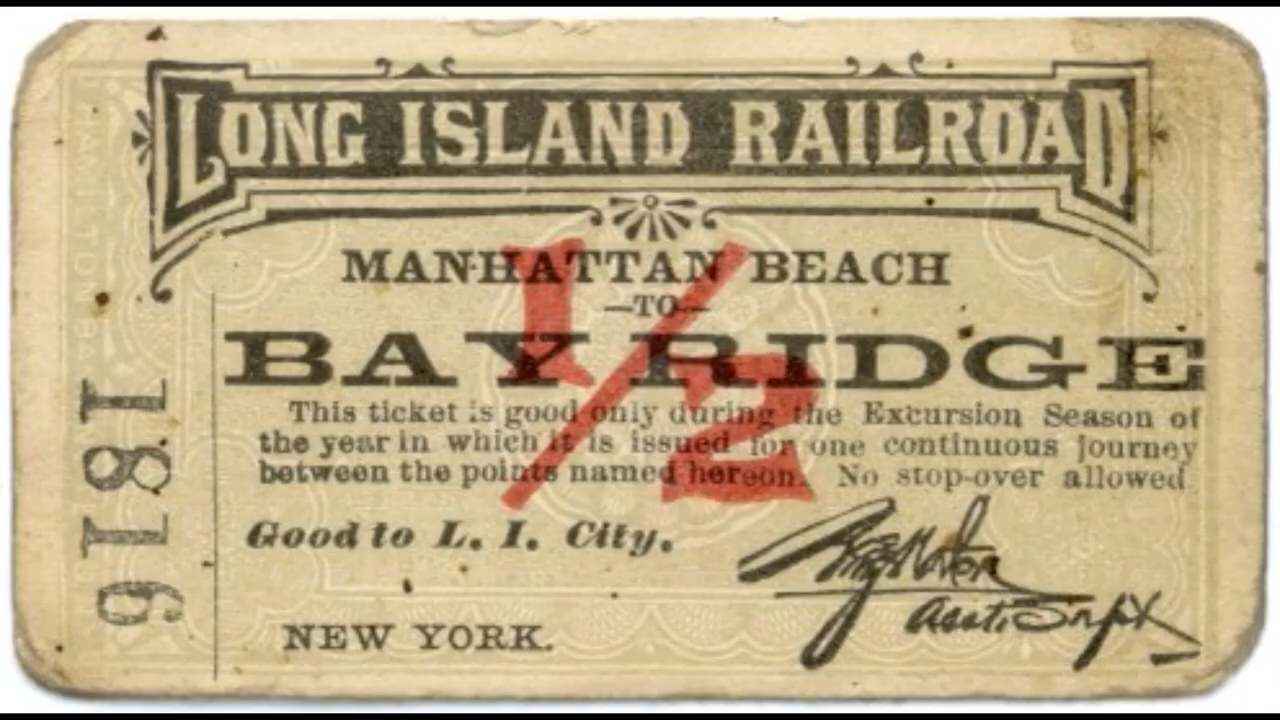 LONG ISLAND RAILROAD
MANHATTAN BEACH
—TO—
BAY RIDGE
1/2
This ticket is good only during the Excursion Season of
the year in which it is issued for one continuous journey
between the points named hereon. No stop-over allowed
Good to L. I. City.
NEW YORK.
1819